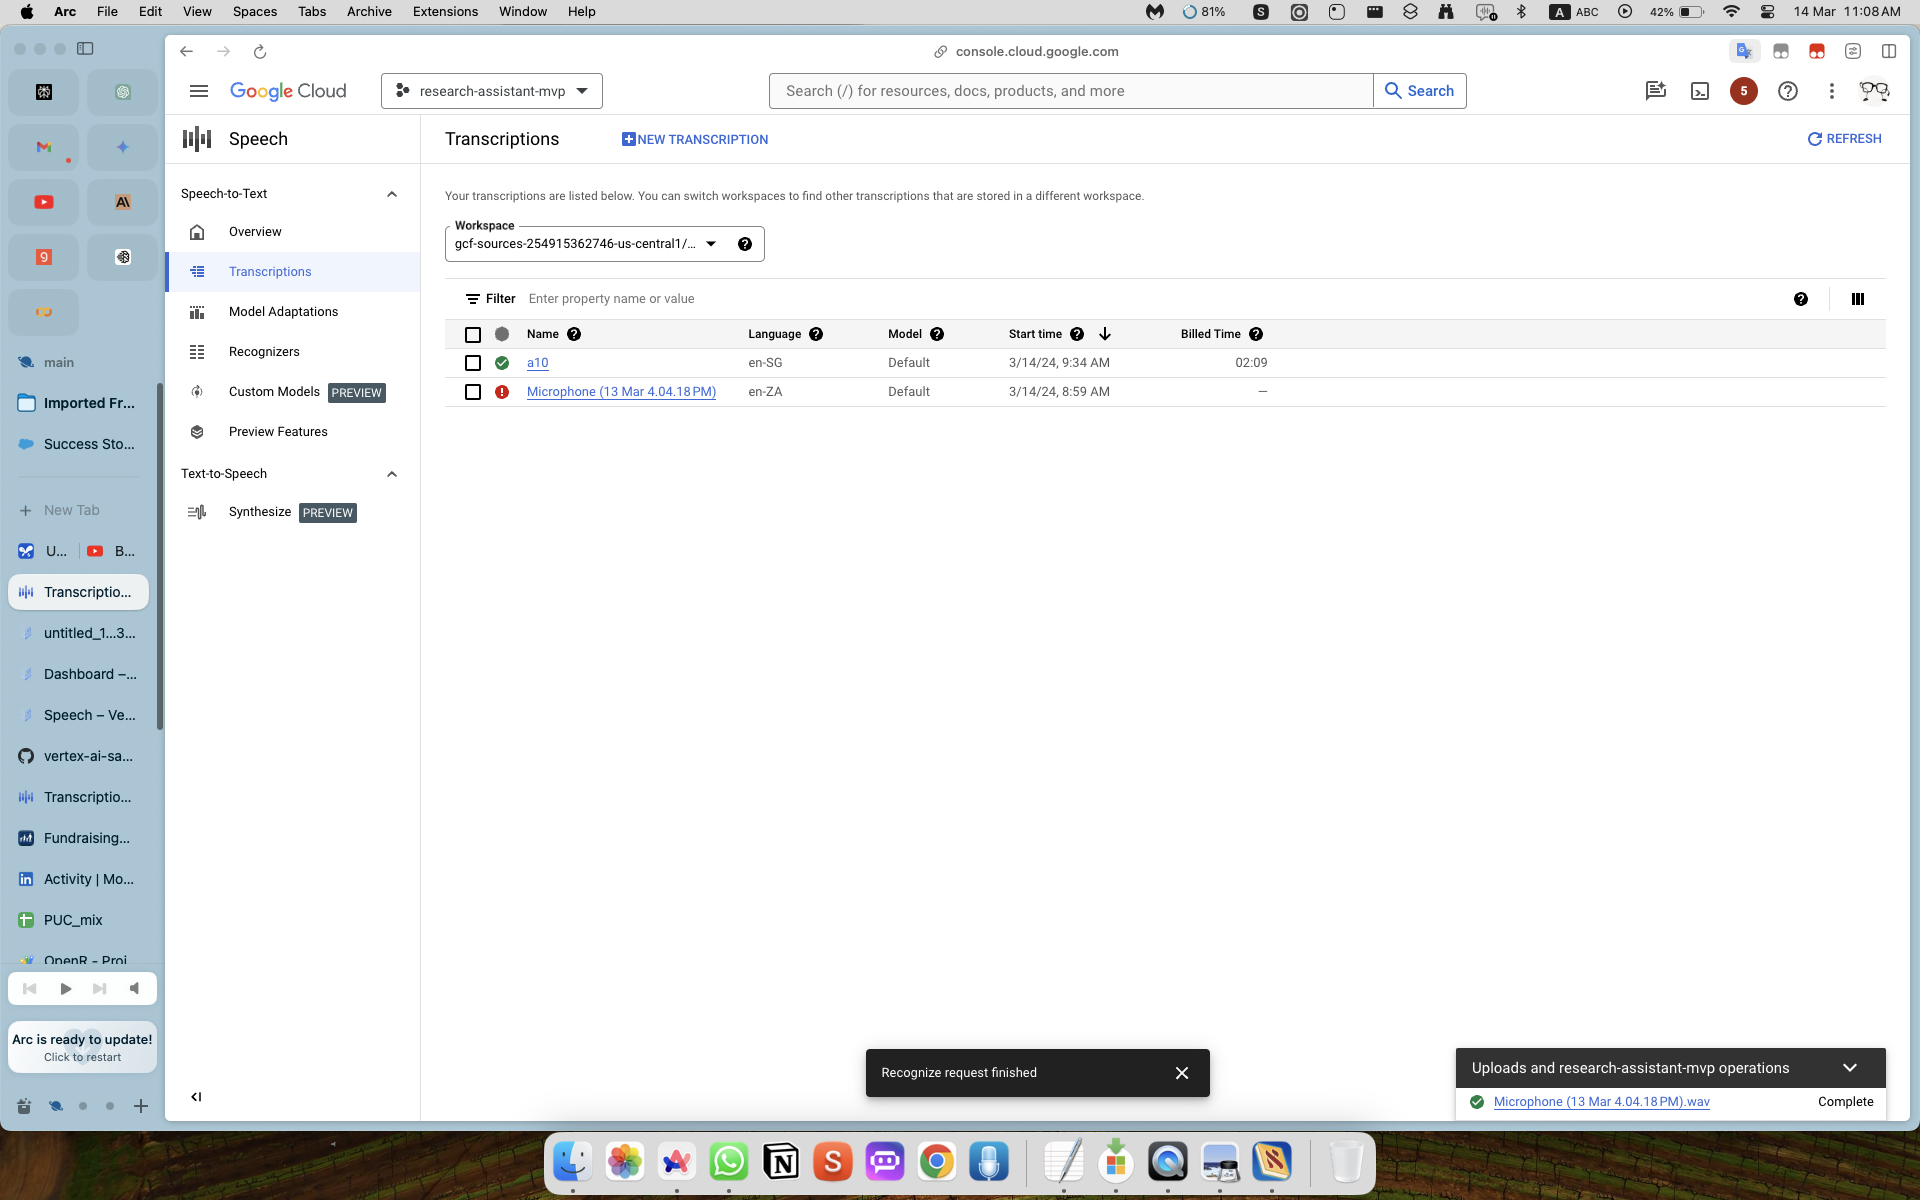 Arc File Edit View Spaces Tabs Archive Extensions Window Help
81% S A ABC 42% 14 Mar 11:08 AM
console.cloud.google.com
Google Cloud research-assistant-mvp Search (/) for resources, docs, products, and more Search 5
Speech
Transcriptions NEW TRANSCRIPTION REFRESH
Speech-to-Text
Overview
Transcriptions
Model Adaptations
Recognizers
Custom Models PREVIEW
Preview Features
Text-to-Speech
Synthesize PREVIEW
Your transcriptions are listed below. You can switch workspaces to find other transcriptions that are stored in a different workspace.
Workspace
gcf-sources-254915362746-us-central1/...
Filter Enter property name or value
Name Language Model Start time Billed Time
a10 en-SG Default 3/14/24, 9:34 AM 02:09
Microphone (13 Mar 4.04.18 PM) en-ZA Default 3/14/24, 8:59 AM —
9
main
Imported Fr...
Success Sto...
New Tab
U... B...
Transcriptio...
untitled_1...3...
Dashboard –...
Speech – Ve...
vertex-ai-sa...
Transcriptio...
Fundraising...
Activity | Mo...
PUC_mix
OpenR - Proj
Arc is ready to update!
Click to restart
Recognize request finished
Uploads and research-assistant-mvp operations
Microphone (13 Mar 4.04.18 PM).wav Complete